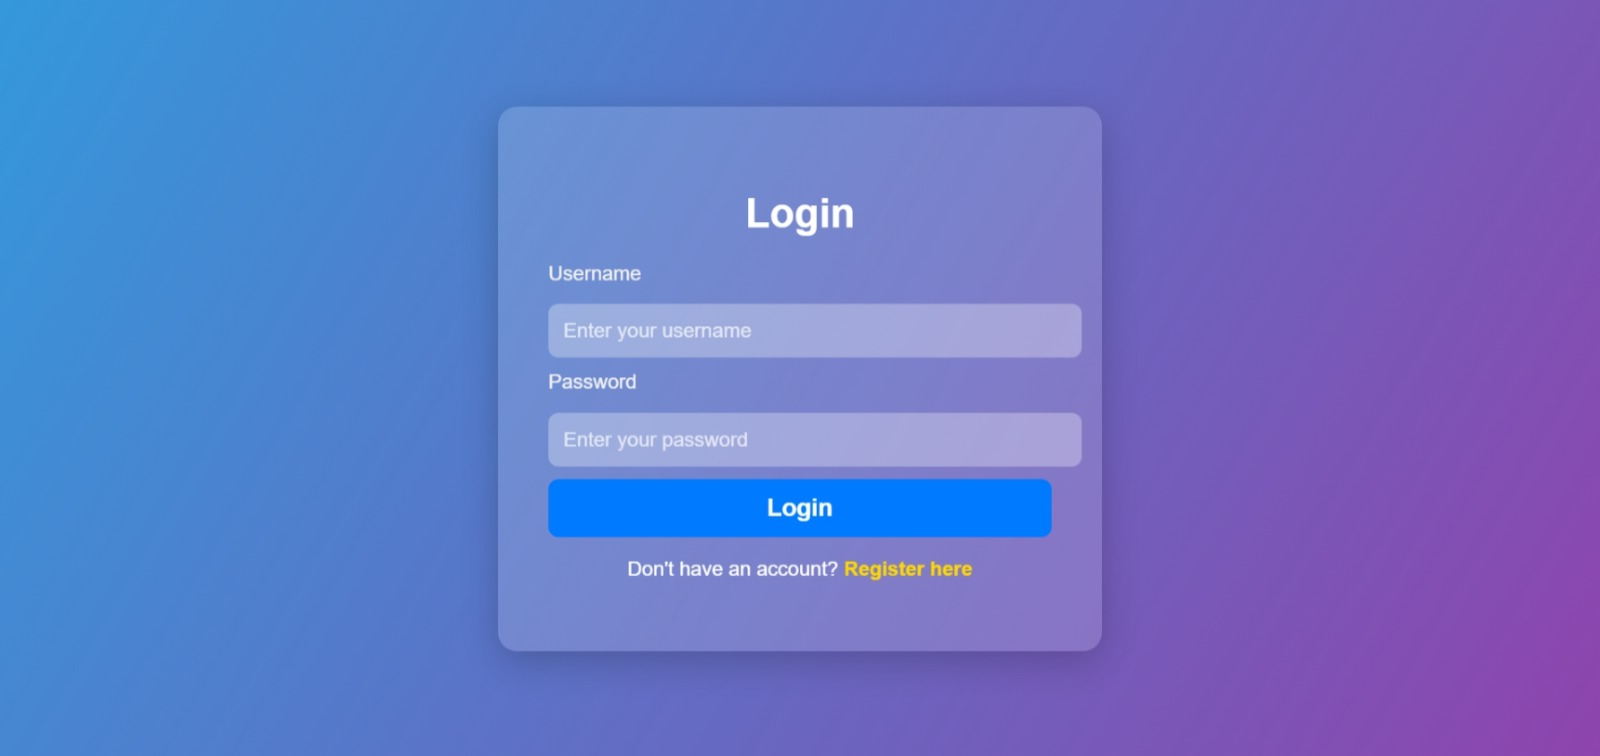 Login
Username
Enter your username
Password
Enter your password
Login
Don't have an account? Register here